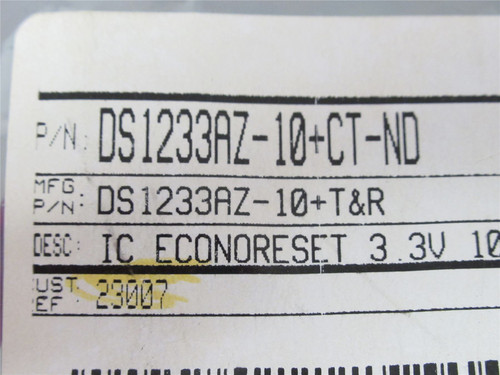 P/N: DS1233AZ-10+CT-ND
MFG P/N: DS1233AZ-10+T&R
DESC: IC ECONORESET 3.3V 10
UST EF: 23007